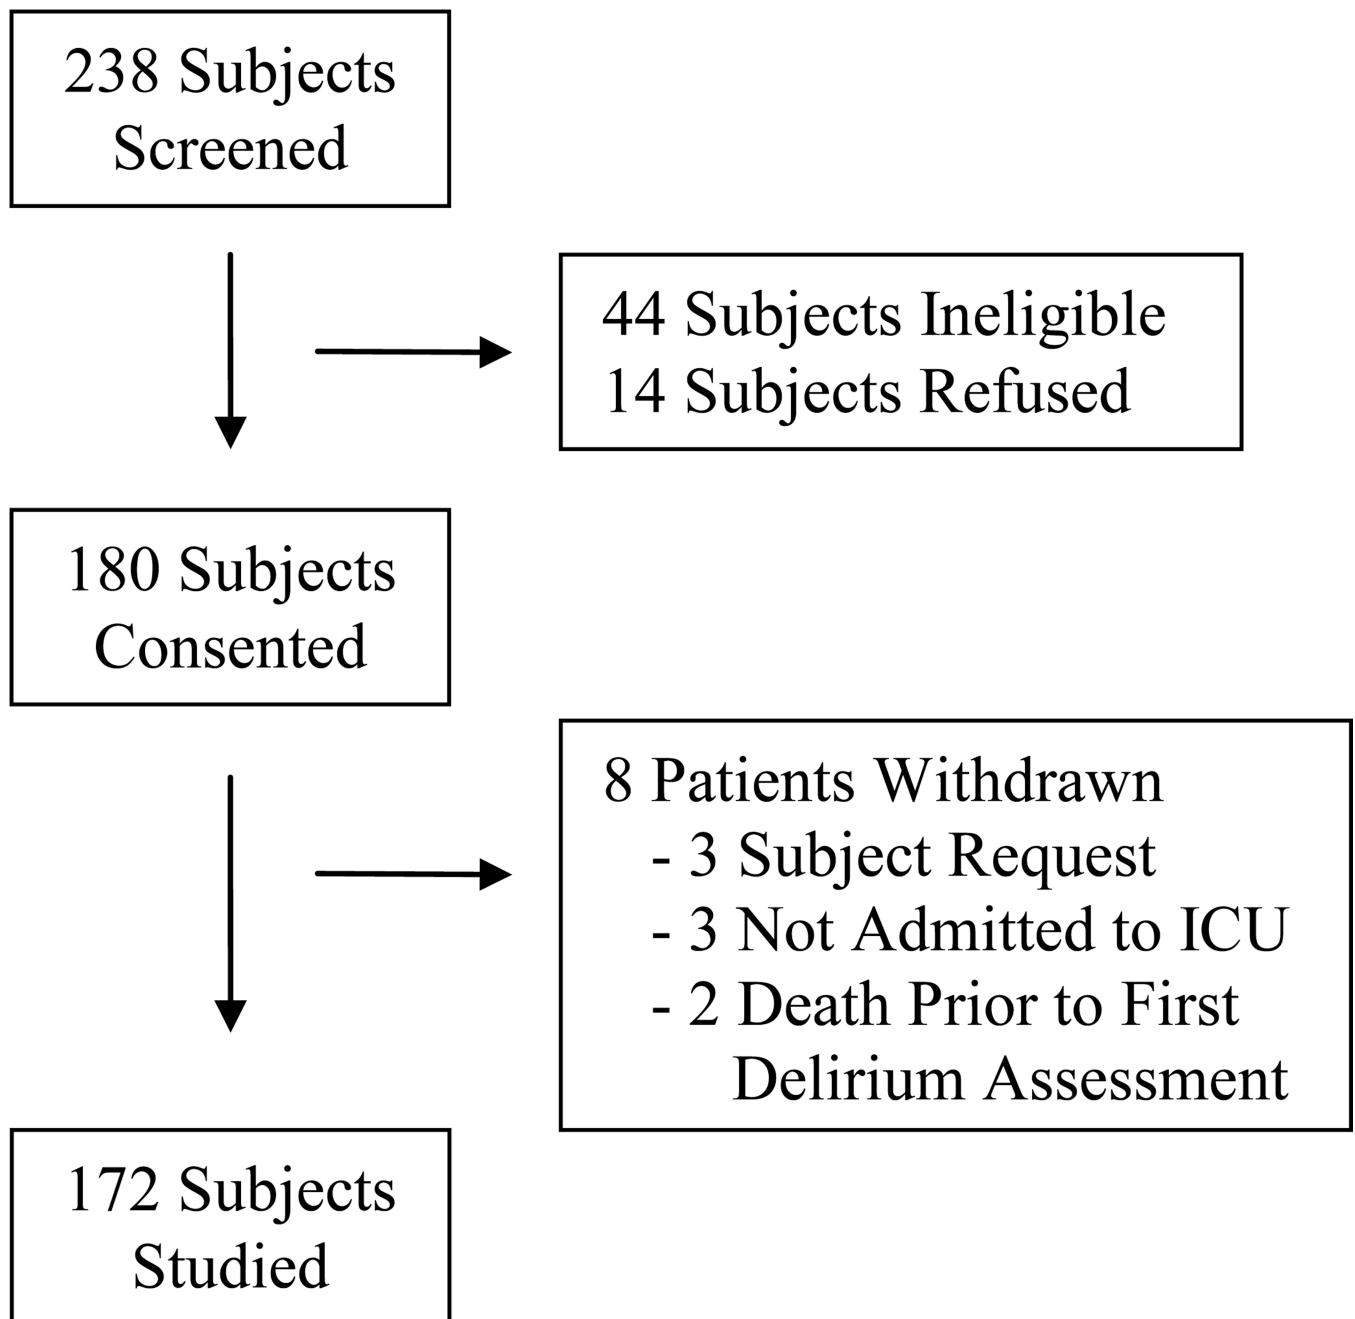 238 Subjects
Screened
44 Subjects Ineligible
14 Subjects Refused
180 Subjects
Consented
8 Patients Withdrawn
- 3 Subject Request
- 3 Not Admitted to ICU
- 2 Death Prior to First
Delirium Assessment
172 Subjects
Studied